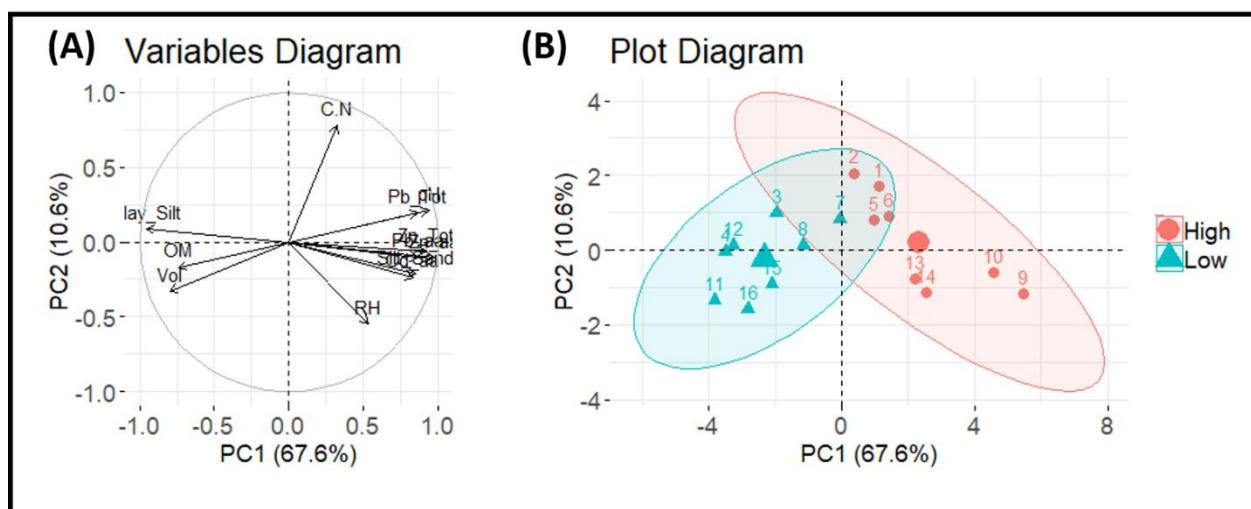 (A) Variables Diagram
1.0
0.5
0.0
-0.5
-1.0
PC2 (10.6%)
C.N
Pb_Tot
lay_Silt
OM
Vol
RH
-1.0 -0.5 0.0 0.5 1.0
PC1 (67.6%)
(B) Plot Diagram
4
2
0
-2
-4
PC2 (10.6%)
2
1
3
7
5
6
12
4
8
15
11
16
13
14
10
9
-4 0 4 8
PC1 (67.6%)
High
Low